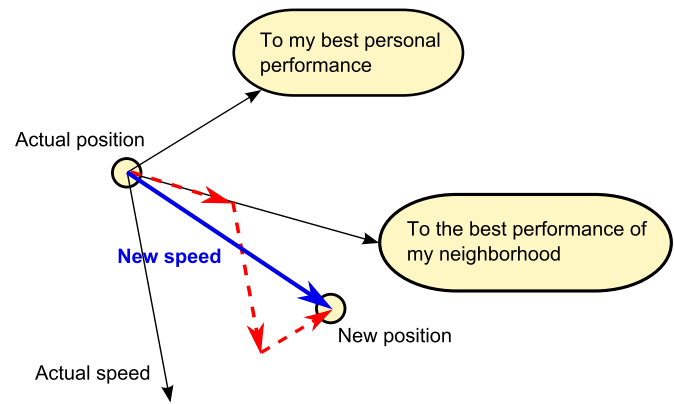 To my best personal
performance
Actual position
To the best performance of
my neighborhood
New speed
New position
Actual speed